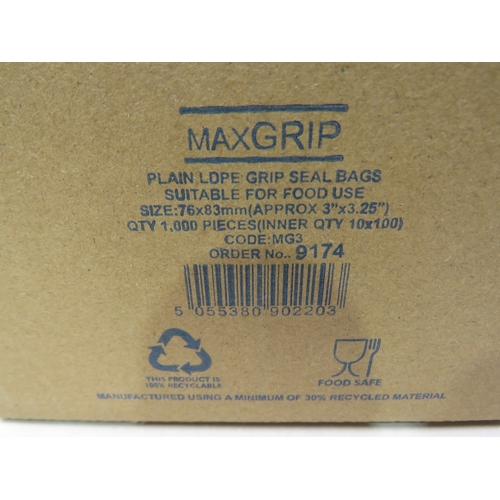 MAXGRIP
PLAIN LDPE GRIP SEAL BAGS
SUITABLE FOR FOOD USE
SIZE:76x83mm(APPROX 3"x3.25")
QTY 1,000 PIECES(INNER QTY 10x100)
CODE:MG3
ORDER No.. 9174
5 055380 902203
THIS PRODUCT IS
100% RECYCLABLE
FOOD SAFE
MANUFACTURED USING A MINIMUM OF 30% RECYCLED MATERIAL